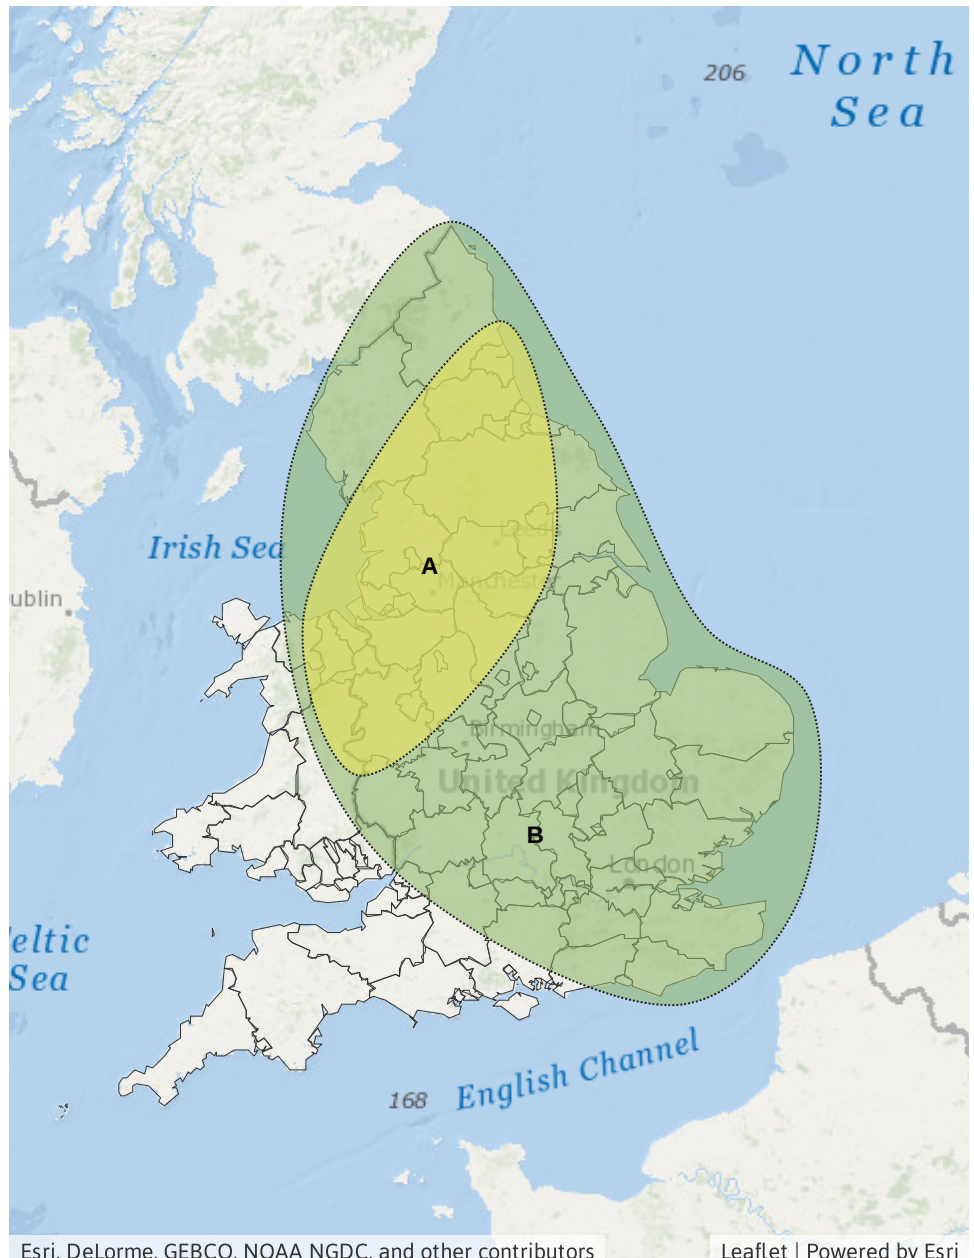 North
Sea
206
Irish Sea
Leeds
A
Manchester
ublin
Birmingham
United Kingdom
B
London
eltic
Sea
English Channel
168
Esri, DeLorme, GEBCO, NOAA NGDC, and other contributors
Leaflet | Powered by Esri